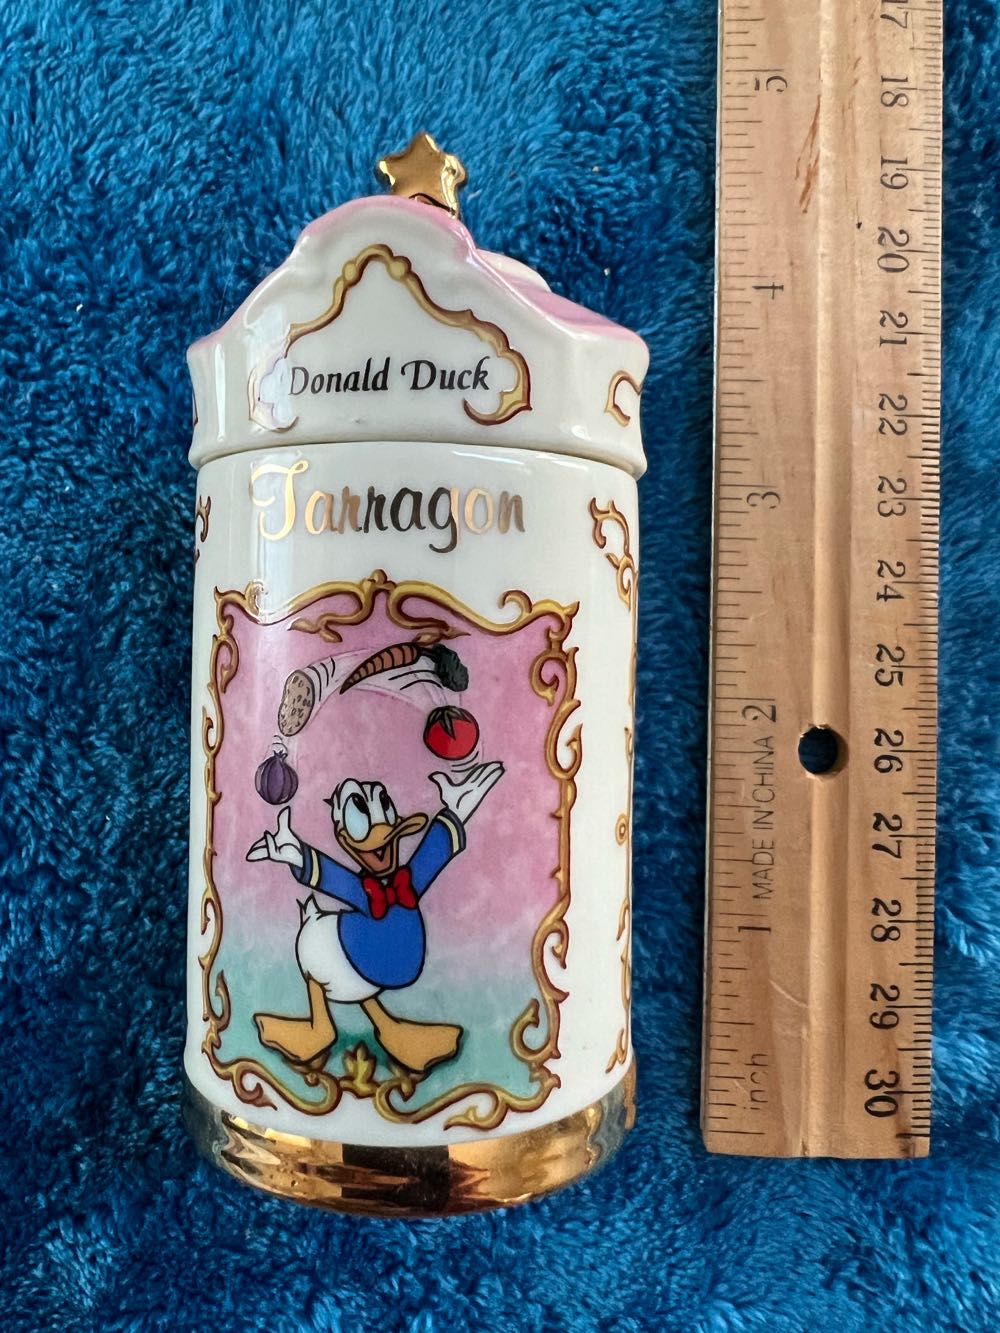 Donald Duck
Tarragon
inch 1 2 3 4 5
MADE IN CHINA
17 18 19 20 21 22 23 24 25 26 27 28 29 30